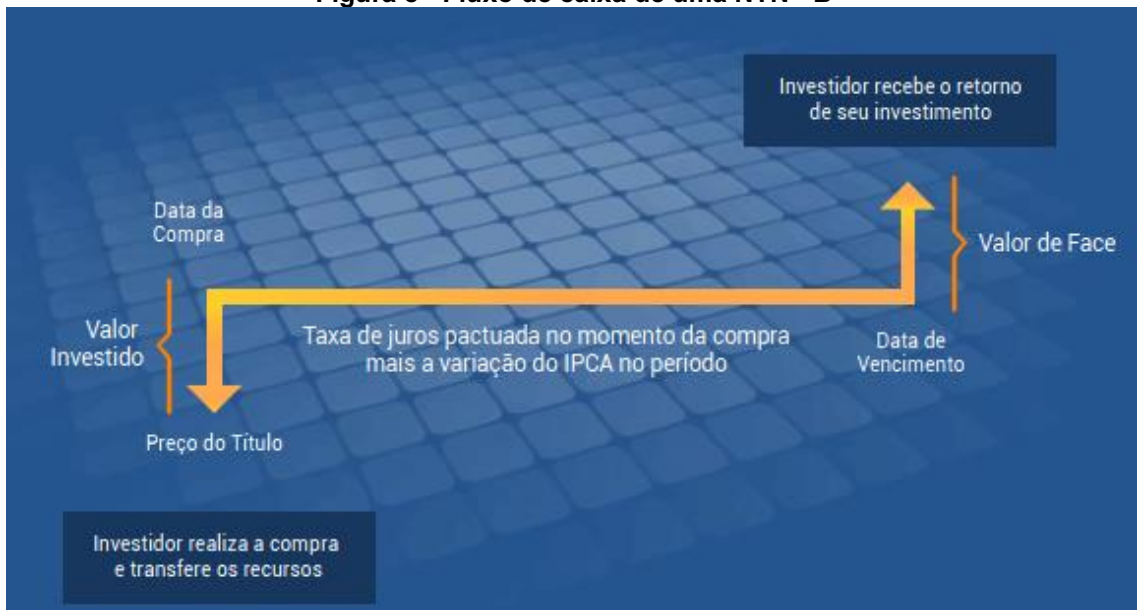 Investidor recebe o retorno
de seu investimento
Data da
Compra
Valor de Face
Valor
Investido
Taxa de juros pactuada no momento da compra
mais a variação do IPCA no período
Data de
Vencimento
Preço do Título
Investidor realiza a compra
e transfere os recursos